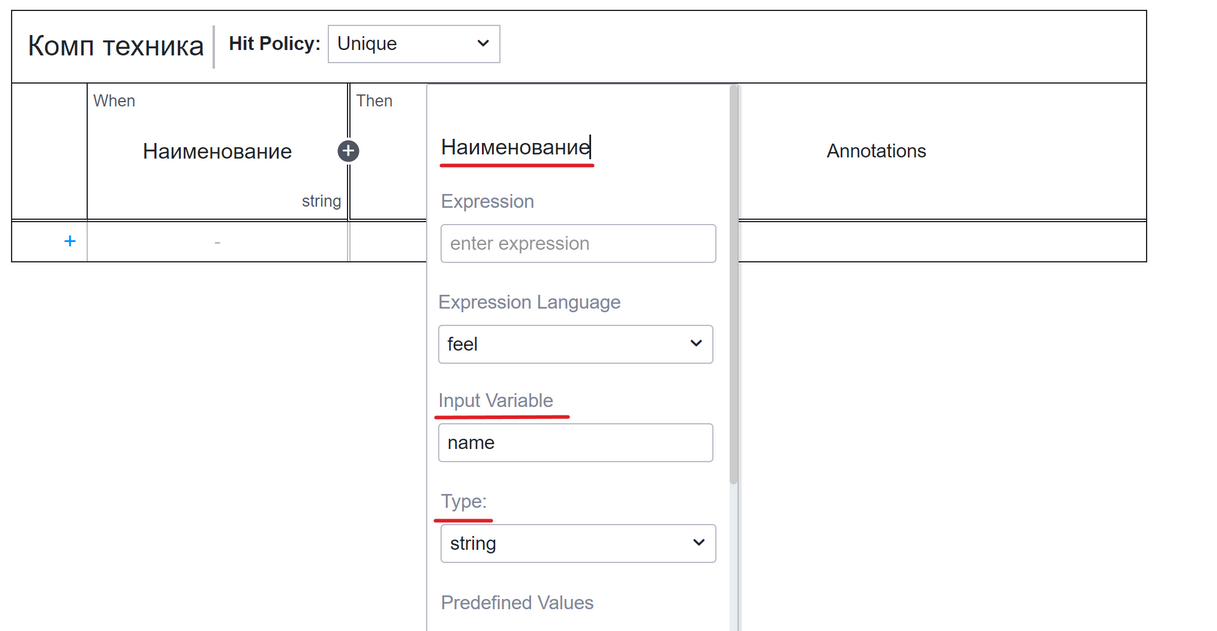 Комп техника Hit Policy: Unique
When Then
Наименование + Annotations
string
+ -
Наименование
Expression
enter expression
Expression Language
feel
Input Variable
name
Type:
string
Predefined Values